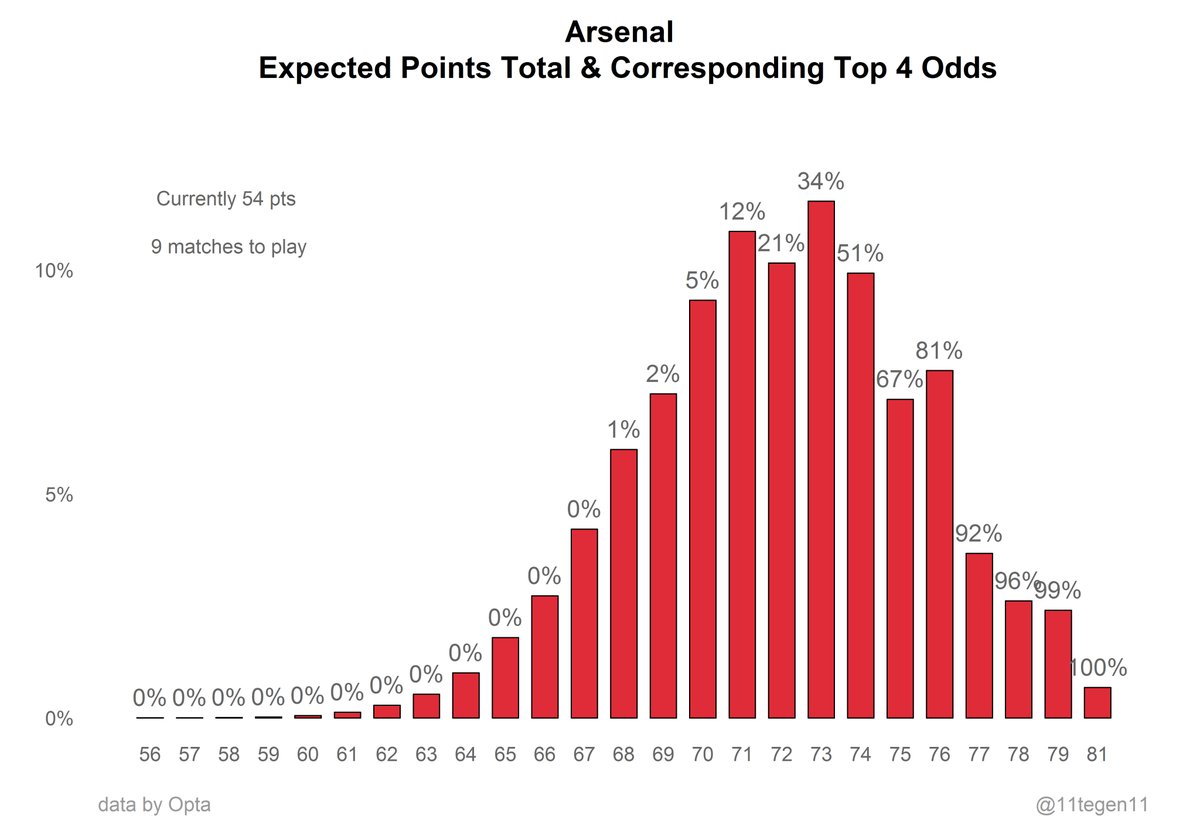 Arsenal
Expected Points Total & Corresponding Top 4 Odds
Currently 54 pts
9 matches to play
10%
5%
0%
0% 0% 0% 0% 0% 0% 0% 0% 0% 0% 0% 0% 1% 2% 5% 12% 21% 34% 51% 67% 81% 92% 96% 99% 100%
56 57 58 59 60 61 62 63 64 65 66 67 68 69 70 71 72 73 74 75 76 77 78 79 81
data by Opta
@11tegen11